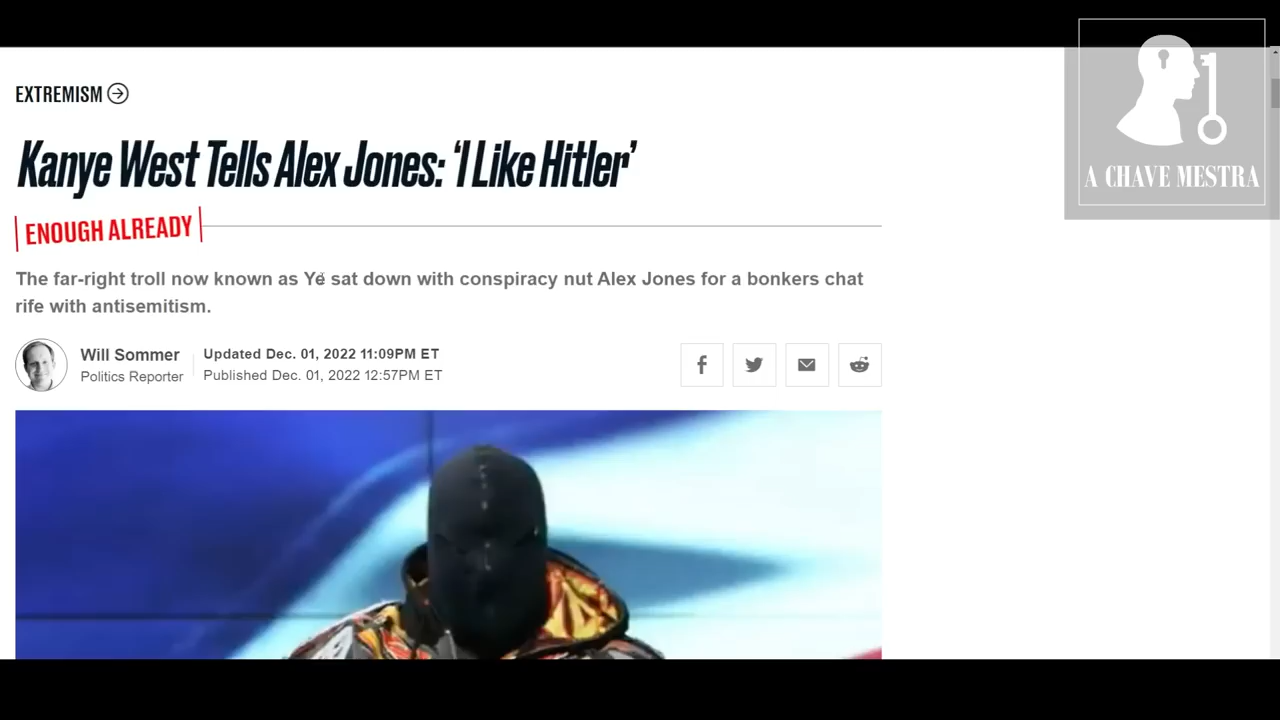 EXTREMISM
Kanye West Tells Alex Jones: ‘I Like Hitler’
ENOUGH ALREADY
The far-right troll now known as Ye sat down with conspiracy nut Alex Jones for a bonkers chat
rife with antisemitism.
Will Sommer
Politics Reporter
Updated Dec. 01, 2022 11:09PM ET
Published Dec. 01, 2022 12:57PM ET
A CHAVE MESTRA